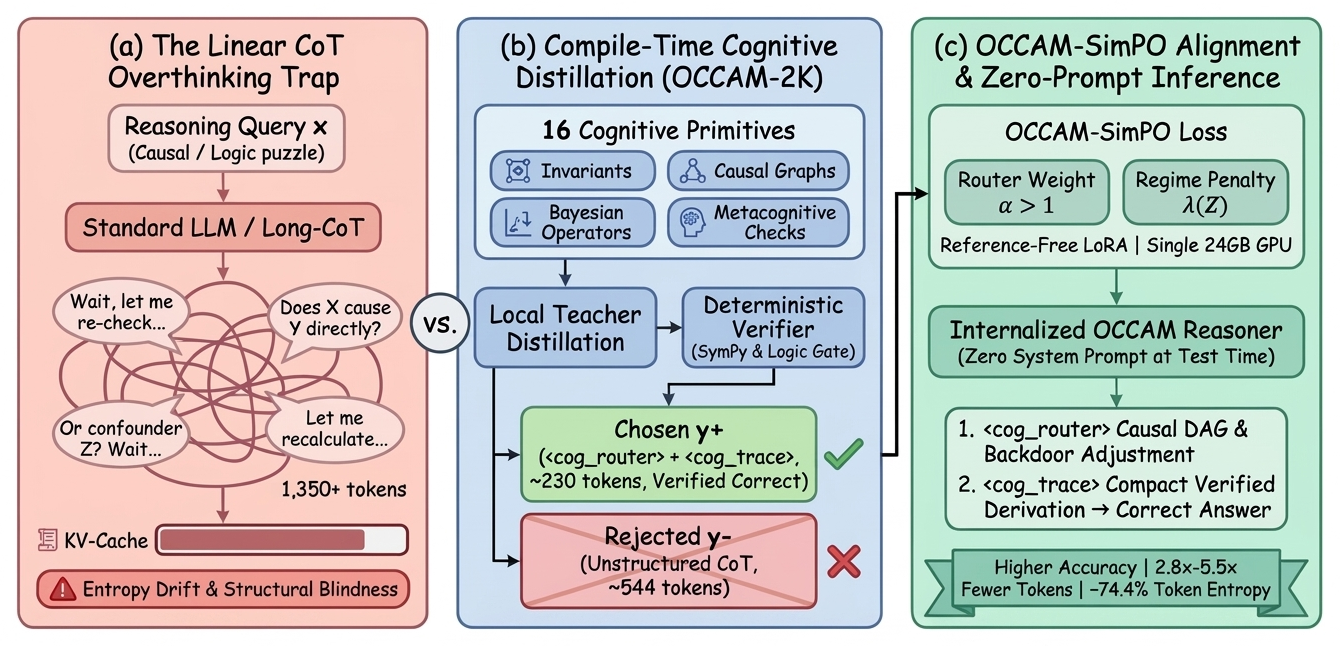 (a) The Linear CoT
Overthinking Trap
Reasoning Query x
(Causal / Logic puzzle)
Standard LLM / Long-CoT
Wait, let me
re-check...
Does X cause
Y directly?
Or confounder
Z? Wait...
Let me
recalculate...
1,350+ tokens
KV-Cache
Entropy Drift & Structural Blindness
vs.
(b) Compile-Time Cognitive
Distillation (OCCAM-2K)
16 Cognitive Primitives
Invariants
Causal Graphs
Bayesian
Operators
Metacognitive
Checks
Local Teacher
Distillation
Deterministic
Verifier
(SymPy & Logic Gate)
Chosen y+
(<cog_router> + <cog_trace>,
~230 tokens, Verified Correct)
Rejected y-
(Unstructured CoT,
~544 tokens)
(c) OCCAM-SimPO Alignment
& Zero-Prompt Inference
OCCAM-SimPO Loss
Router Weight
α > 1
Regime Penalty
λ(Z)
Reference-Free LoRA | Single 24GB GPU
Internalized OCCAM Reasoner
(Zero System Prompt at Test Time)
1. <cog_router> Causal DAG &
Backdoor Adjustment
2. <cog_trace> Compact Verified
Derivation → Correct Answer
Higher Accuracy | 2.8x-5.5x
Fewer Tokens | -74.4% Token Entropy